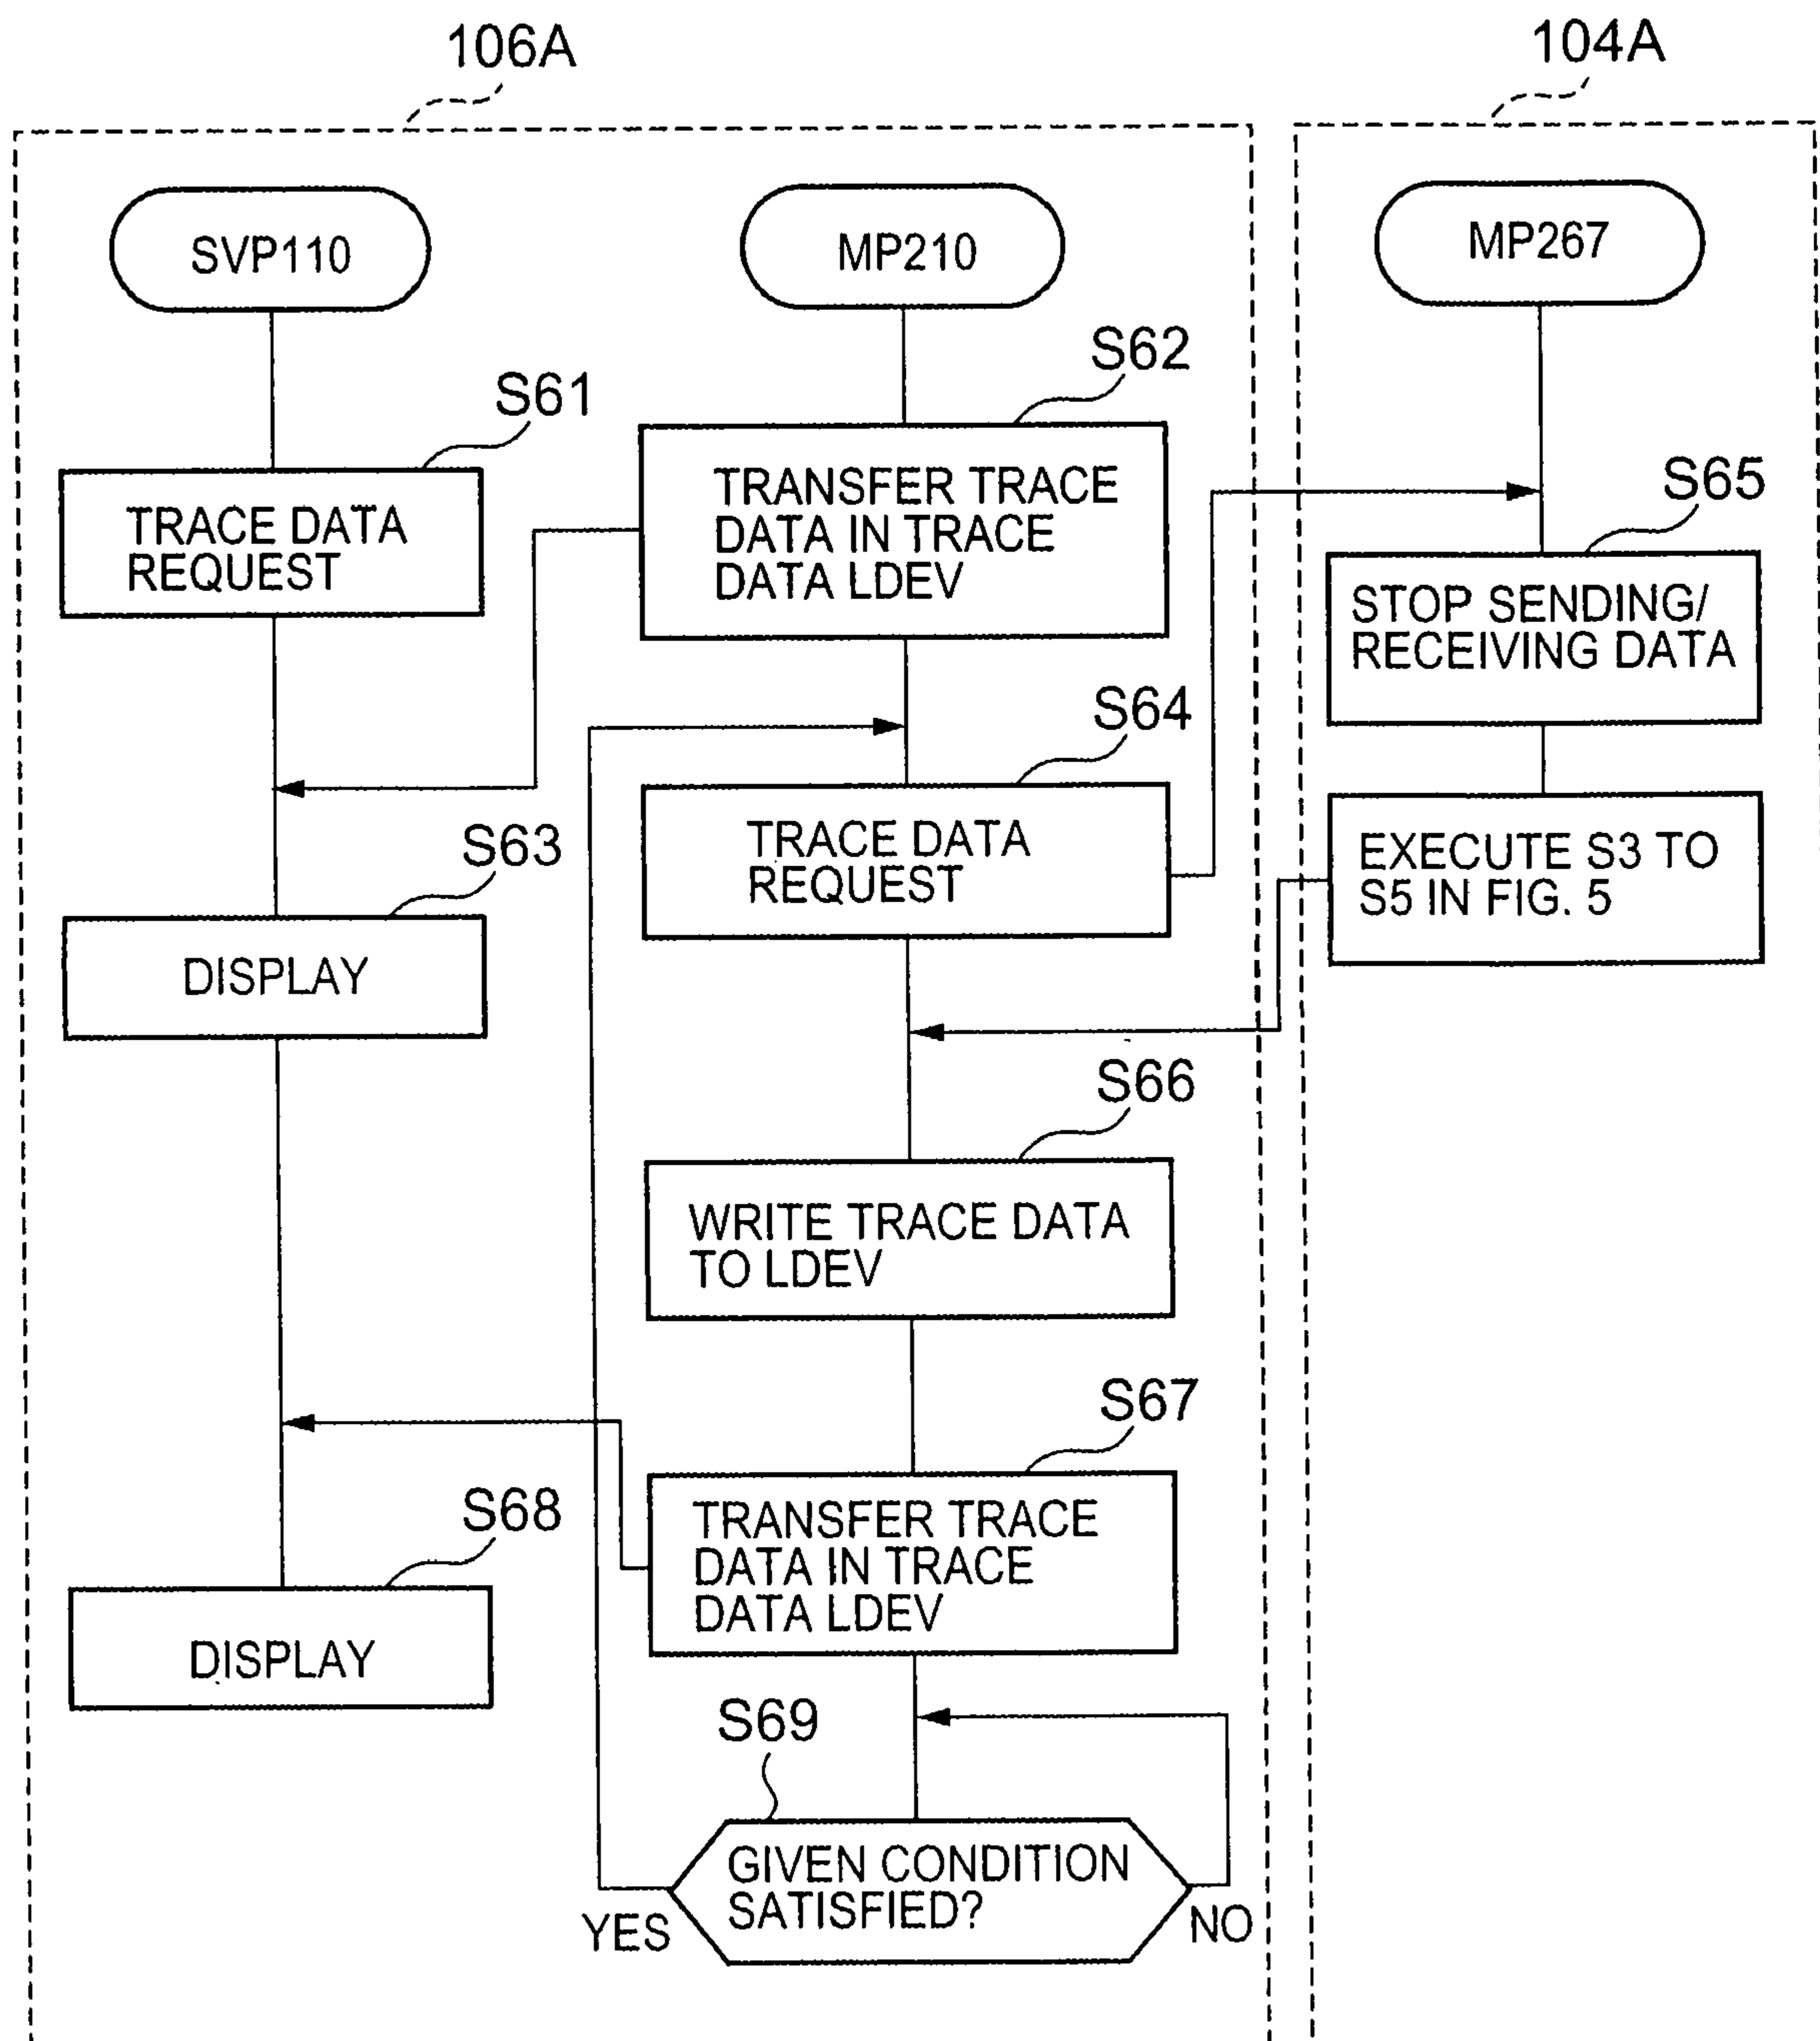 106A
104A
SVP110
MP210
MP267
S61
TRACE DATA
REQUEST
S62
TRANSFER TRACE
DATA IN TRACE
DATA LDEV
S65
STOP SENDING/
RECEIVING DATA
S64
TRACE DATA
REQUEST
EXECUTE S3 TO
S5 IN FIG. 5
S63
DISPLAY
S66
WRITE TRACE DATA
TO LDEV
S67
TRANSFER TRACE
DATA IN TRACE
DATA LDEV
S68
DISPLAY
S69
GIVEN CONDITION
SATISFIED?
YES
NO